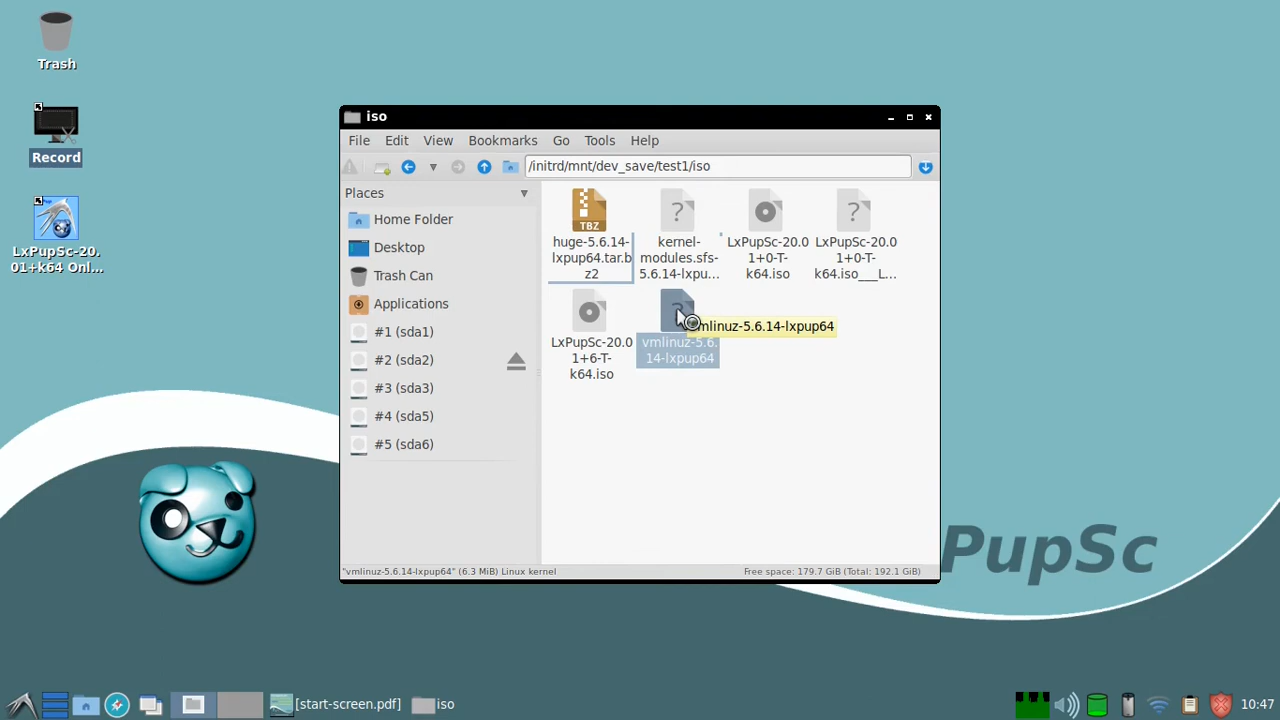 Trash
Record
LxPupSc-20.
01+k64 Onl...
iso
File Edit View Bookmarks Go Tools Help
/initrd/mnt/dev_save/test1/iso
Places
Home Folder
Desktop
Trash Can
Applications
#1 (sda1)
#2 (sda2)
#3 (sda3)
#4 (sda5)
#5 (sda6)
TBZ
huge-5.6.14-
lxpup64.tar.b
z2
kernel-
modules.sfs-
5.6.14-lxpu...
LxPupSc-20.0
1+0-T-
k64.iso
LxPupSc-20.0
1+0-T-
k64.iso___L...
LxPupSc-20.0
1+6-T-
k64.iso
vmlinuz-5.6.
14-lxpup64
mlinuz-5.6.14-lxpup64
"vmlinuz-5.6.14-lxpup64" (6.3 MiB) Linux kernel
Free space: 179.7 GiB (Total: 192.1 GiB)
PupSc
[start-screen.pdf]
iso
10:47